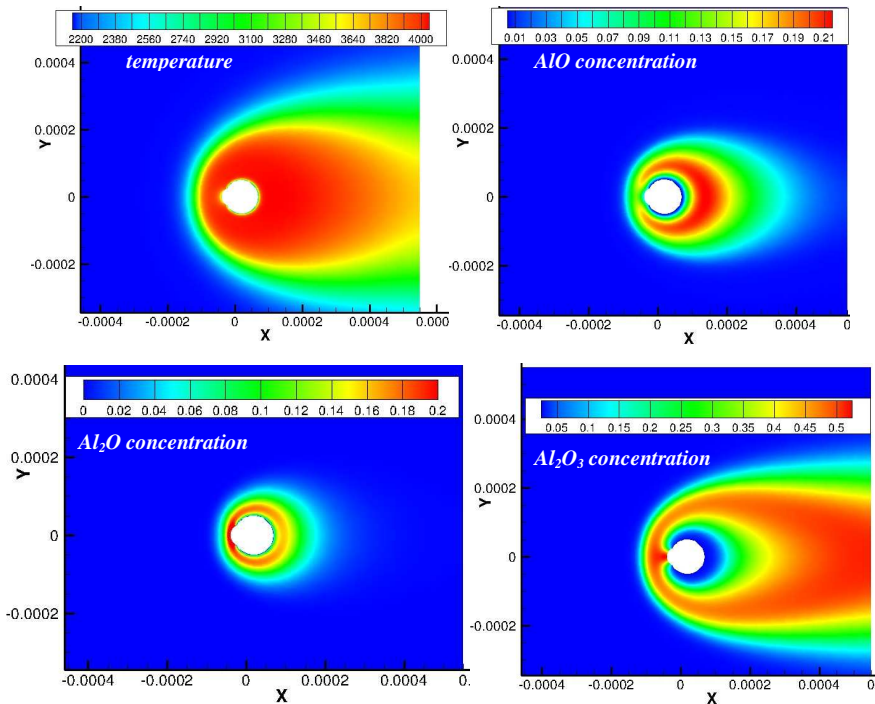 2200 2380 2560 2740 2920 3100 3280 3460 3640 3820 4000
temperature
0.0004
0.0002
Y
0
-0.0002
-0.0004 -0.0002 0 0.0002 0.0004 0.000
X
0.01 0.03 0.05 0.07 0.09 0.11 0.13 0.15 0.17 0.19 0.21
AlO concentration
0.0004
0.0002
Y
0
-0.0002
-0.0004 -0.0002 0 0.0002 0.0004 0
X
0.0004
0 0.02 0.04 0.06 0.08 0.1 0.12 0.14 0.16 0.18 0.2
Al₂O concentration
Y
0.0002
0
-0.0002
-0.0004 -0.0002 0 0.0002 0.0004 0.
X
0.0004
0.05 0.1 0.15 0.2 0.25 0.3 0.35 0.4 0.45 0.5
Al₂O₃ concentration
Y
0.0002
0
-0.0002
-0.0004 -0.0002 0 0.0002 0.0004
X